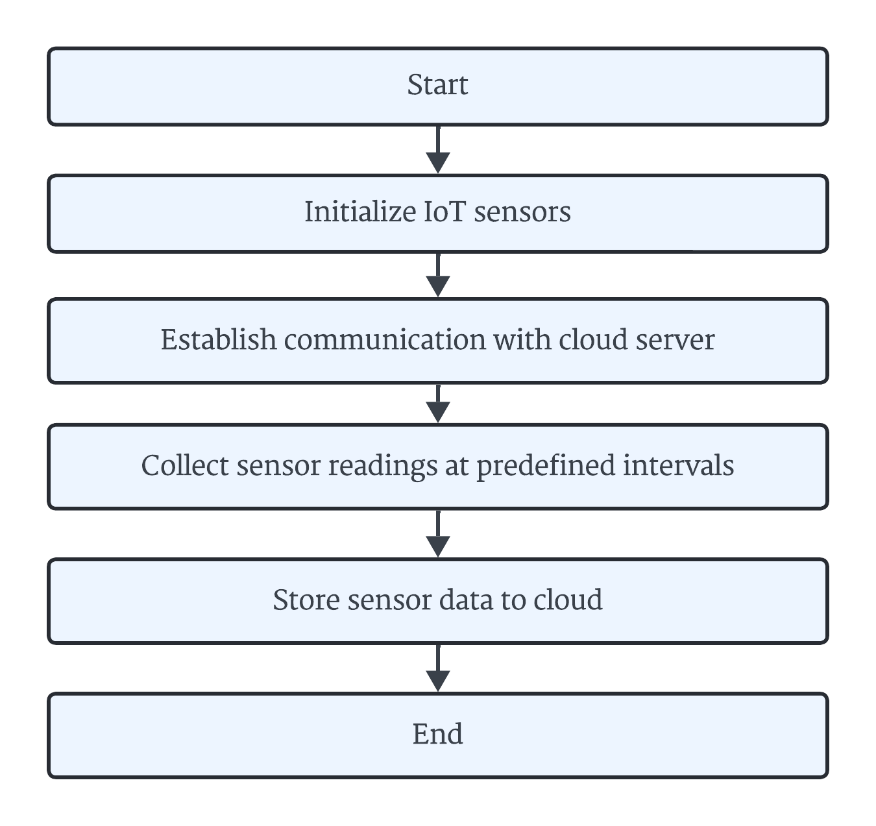 Start
Initialize IoT sensors
Establish communication with cloud server
Collect sensor readings at predefined intervals
Store sensor data to cloud
End